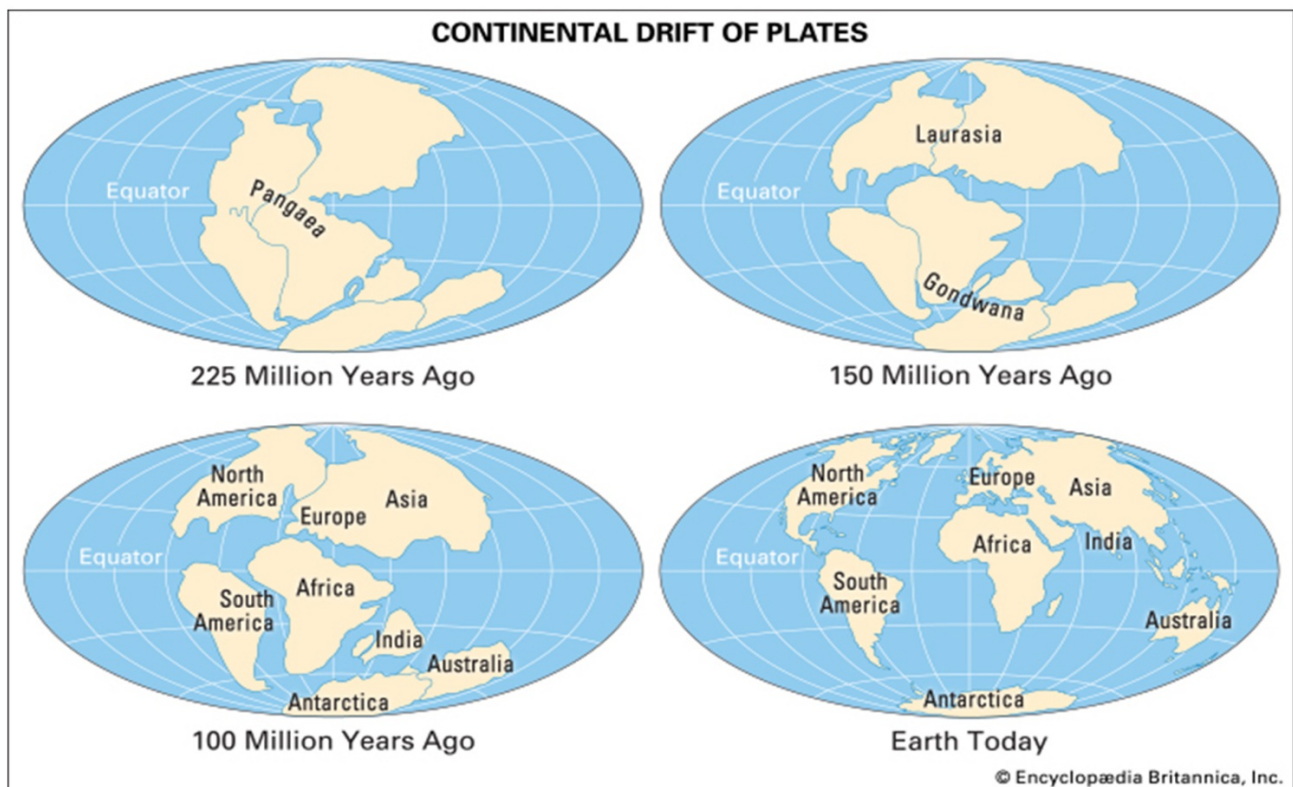 CONTINENTAL DRIFT OF PLATES
Equator
Pangaea
225 Million Years Ago
Laurasia
Equator
Gondwana
150 Million Years Ago
North
America
Asia
Europe
Equator
Africa
South
America
India
Australia
Antarctica
100 Million Years Ago
North
America
Europe
Asia
Equator
Africa
India
South
America
Australia
Antarctica
Earth Today
© Encyclopædia Britannica, Inc.